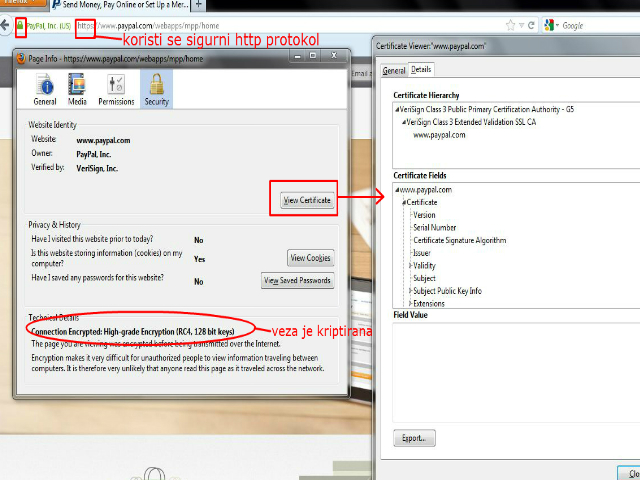 Firefox
Send Money, Pay Online or Set Up a Mer...
PayPal, Inc. (US)
https://www.paypal.com/webapps/mpp/home
Google
koristi se sigurni http protokol
Page Info - https://www.paypal.com/webapps/mpp/home
General
Media
Permissions
Security
Website Identity
Website: www.paypal.com
Owner: PayPal, Inc.
Verified by: VeriSign, Inc.
View Certificate
Privacy & History
Have I visited this website prior to today? No
Is this website storing information (cookies) on my computer? Yes
View Cookies
Have I saved any passwords for this website? No
View Saved Passwords
Technical Details
Connection Encrypted: High-grade Encryption (RC4, 128 bit keys)
veza je kriptirana
The page you are viewing was encrypted before being transmitted over the Internet.
Encryption makes it very difficult for unauthorized people to view information traveling between
computers. It is therefore very unlikely that anyone read this page as it traveled across the network.
Email a
Certificate Viewer:"www.paypal.com"
General
Details
Certificate Hierarchy
VeriSign Class 3 Public Primary Certification Authority - G5
VeriSign Class 3 Extended Validation SSL CA
www.paypal.com
Certificate Fields
www.paypal.com
Certificate
Version
Serial Number
Certificate Signature Algorithm
Issuer
Validity
Subject
Subject Public Key Info
Extensions
Field Value
Export...
Clo